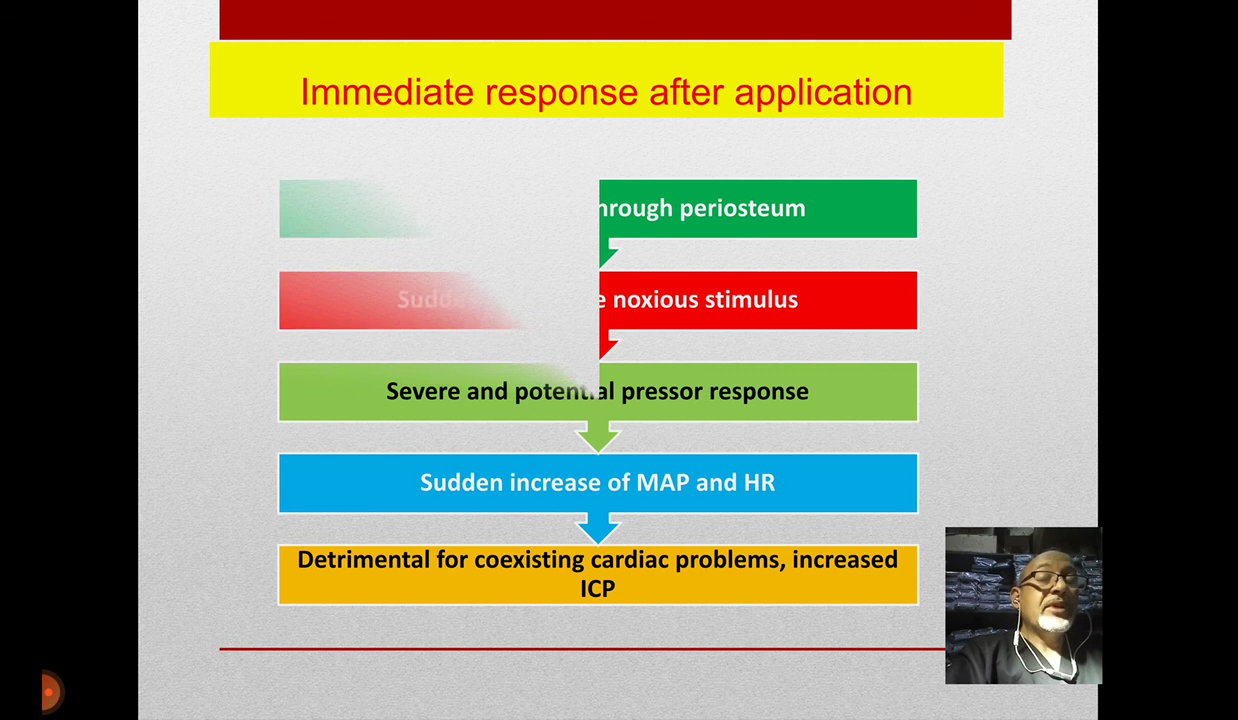 Immediate response after application
through periosteum
noxious stimulus
Severe and potential pressor response
Sudden increase of MAP and HR
Detrimental for coexisting cardiac problems, increased
ICP